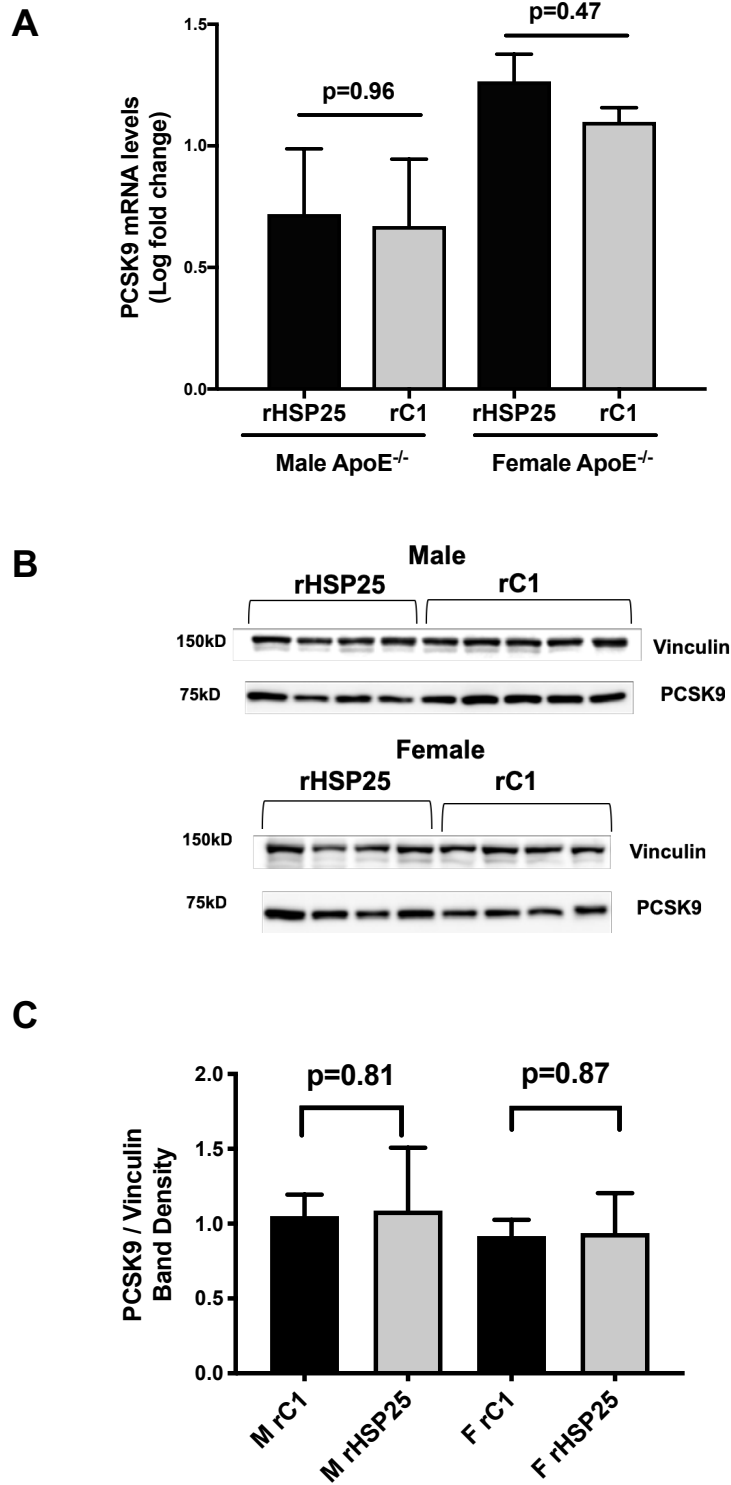 A
PCSK9 mRNA levels
(Log fold change)
1.5
1.0
0.5
0.0
p=0.96
p=0.47
rHSP25 rC1 rHSP25 rC1
Male ApoE-/- Female ApoE-/-
B
Male
rHSP25 rC1
150kD Vinculin
75kD PCSK9
Female
rHSP25 rC1
150kD Vinculin
75kD PCSK9
C
PCSK9 / Vinculin
Band Density
2.0
1.5
1.0
0.5
0.0
p=0.81 p=0.87
M rC1 M rHSP25 F rC1 F rHSP25